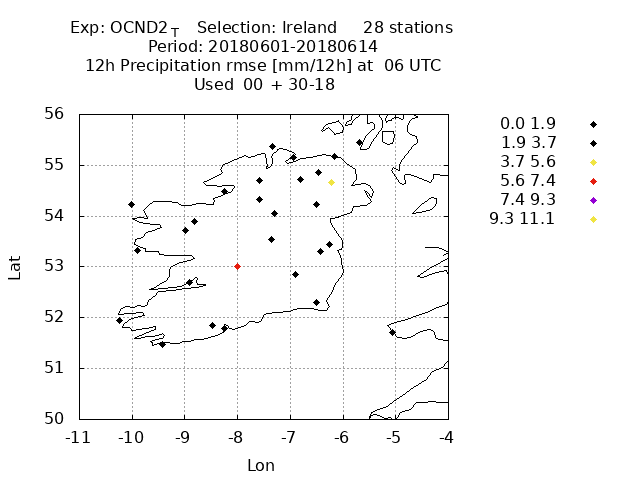 Exp: OCND2_T Selection: Ireland 28 stations
Period: 20180601-20180614
12h Precipitation rmse [mm/12h] at 06 UTC
Used 00 + 30-18
0.0 1.9
1.9 3.7
3.7 5.6
5.6 7.4
7.4 9.3
9.3 11.1
56
55
54
53
52
51
50
Lat
-11 -10 -9 -8 -7 -6 -5 -4
Lon